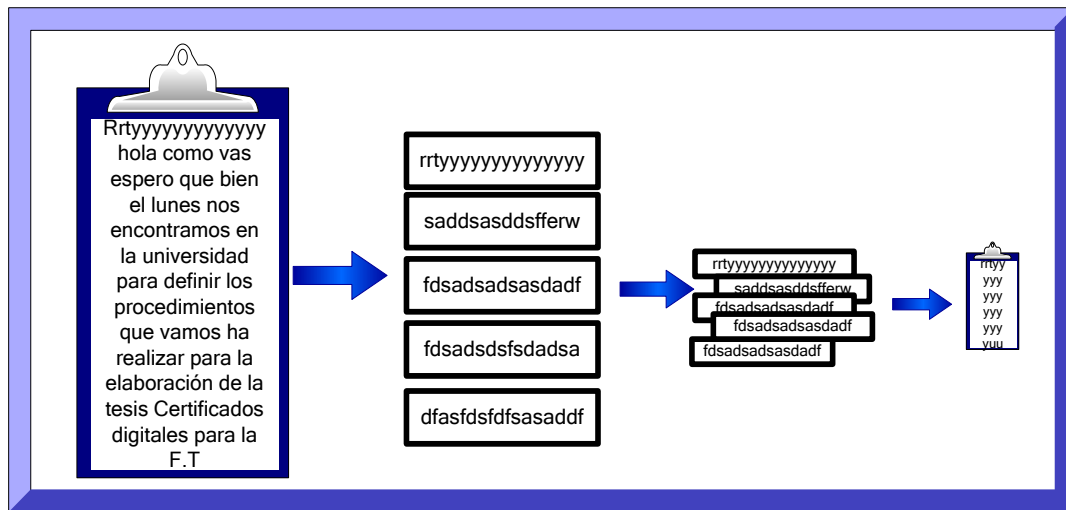 Rrtyyyyyyyyyyyyy
hola como vas
espero que bien
el lunes nos
encontramos en
la universidad
para definir los
procedimientos
que vamos ha
realizar para la
elaboración de la
tesis Certificados
digitales para la
F.T
rrtyyyyyyyyyyyyyy
saddsasddsfferw
fdsadsadsasdadf
fdsadsdsfsdadsa
dfasfdsfdfsasaddf
rrtyyyyyyyyyyyyyy
saddsasddsfferw
fdsadsadsasdadf
fdsadsadsasdadf
fdsadsadsasdadf
rrtyy
yyy
yyy
yyy
yyy
yuu